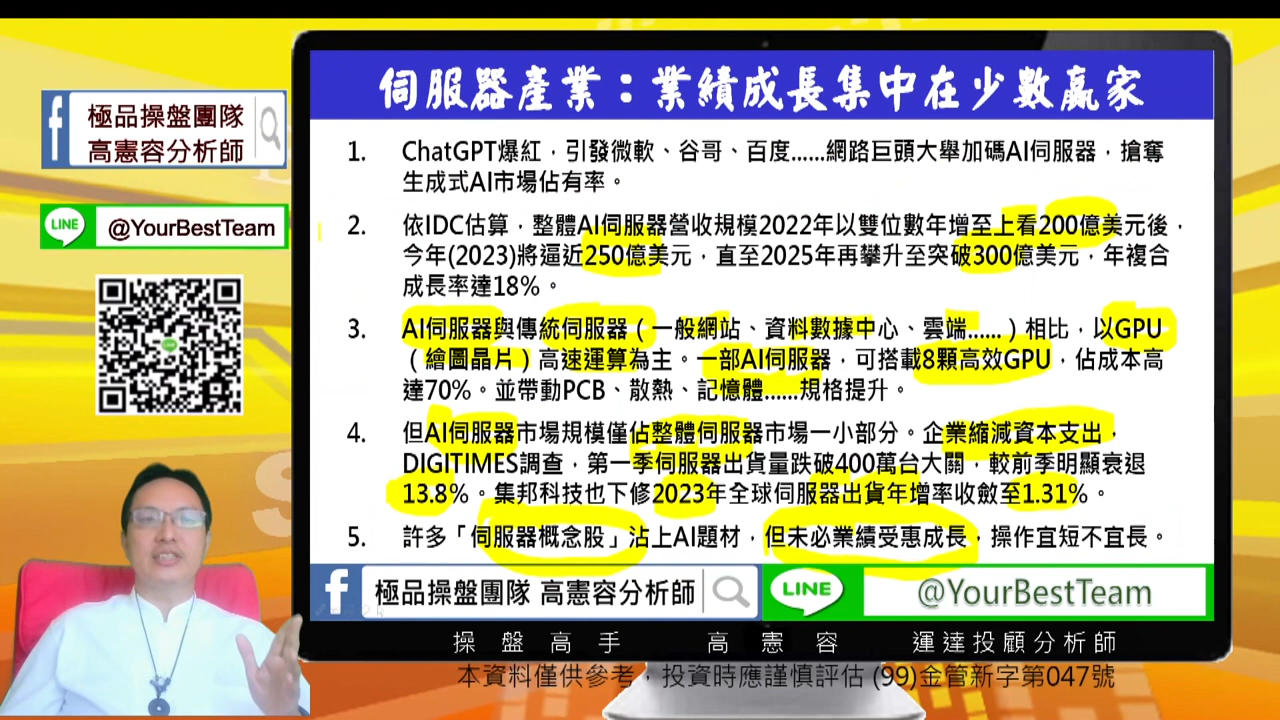 伺服器產業：業績成長集中在少數贏家
極品操盤團隊
高憲容分析師
LINE
@YourBestTeam
1. ChatGPT爆紅，引發微軟、谷哥、百度......網路巨頭大舉加碼AI伺服器，搶奪
生成式AI市場佔有率。
2. 依IDC估算，整體AI伺服器營收規模2022年以雙位數年增至上看200億美元後，
今年(2023)將逼近250億美元，直至2025年再攀升至突破300億美元，年複合
成長率達18%。
3. AI伺服器與傳統伺服器（一般網站、資料數據中心、雲端......）相比，以GPU
（繪圖晶片）高速運算為主。一部AI伺服器，可搭載8顆高效GPU，佔成本高
達70%。並帶動PCB、散熱、記憶體......規格提升。
4. 但AI伺服器市場規模僅佔整體伺服器市場一小部分。企業縮減資本支出，
DIGITIMES調查，第一季伺服器出貨量跌破400萬台大關，較前季明顯衰退
13.8%。集邦科技也下修2023年全球伺服器出貨年增率收斂至1.31%。
5. 許多「伺服器概念股」沾上AI題材，但未必業績受惠成長，操作宜短不宜長。
極品操盤團隊 高憲容分析師
LINE
@YourBestTeam
操盤高手 高憲容 運達投顧分析師
本資料僅供參考，投資時應謹慎評估 (99)金管新字第047號